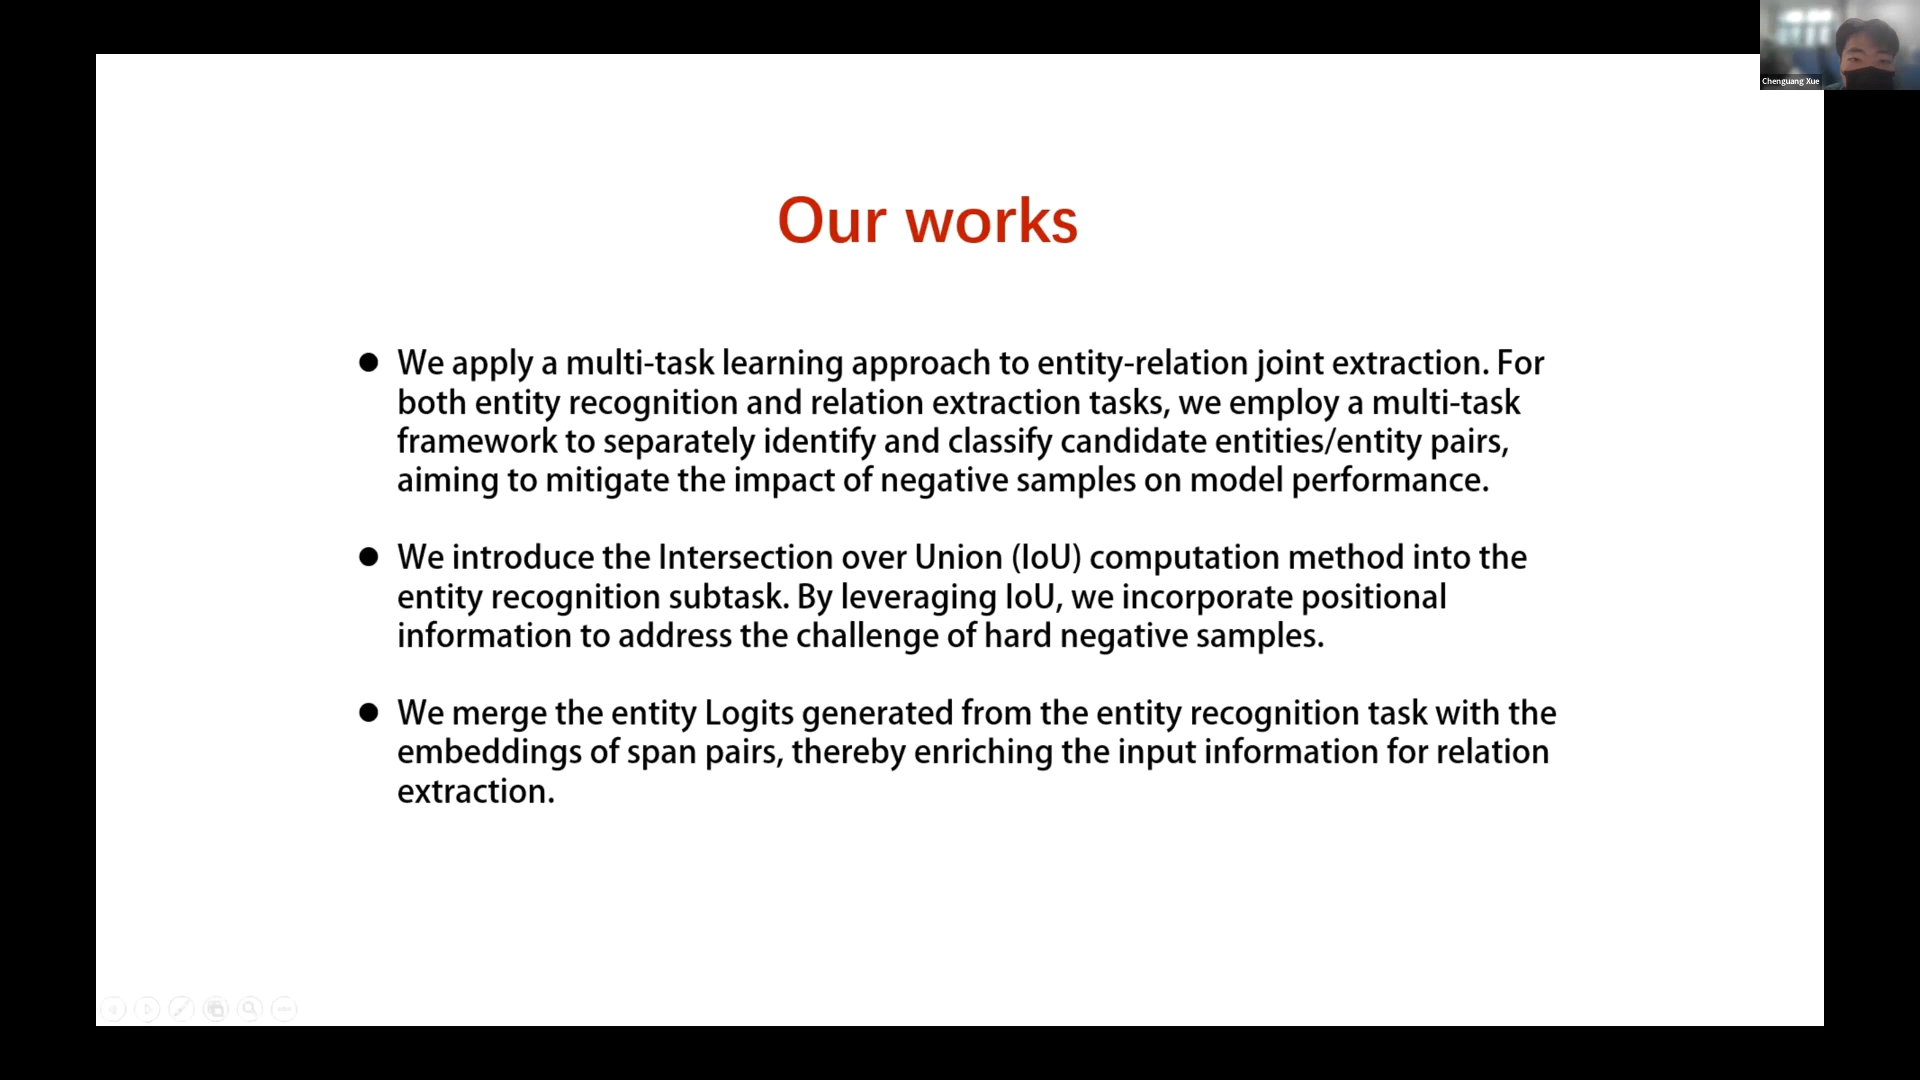 Chenguang Xue
Our works
● We apply a multi-task learning approach to entity-relation joint extraction. For
both entity recognition and relation extraction tasks, we employ a multi-task
framework to separately identify and classify candidate entities/entity pairs,
aiming to mitigate the impact of negative samples on model performance.
● We introduce the Intersection over Union (IoU) computation method into the
entity recognition subtask. By leveraging IoU, we incorporate positional
information to address the challenge of hard negative samples.
● We merge the entity Logits generated from the entity recognition task with the
embeddings of span pairs, thereby enriching the input information for relation
extraction.